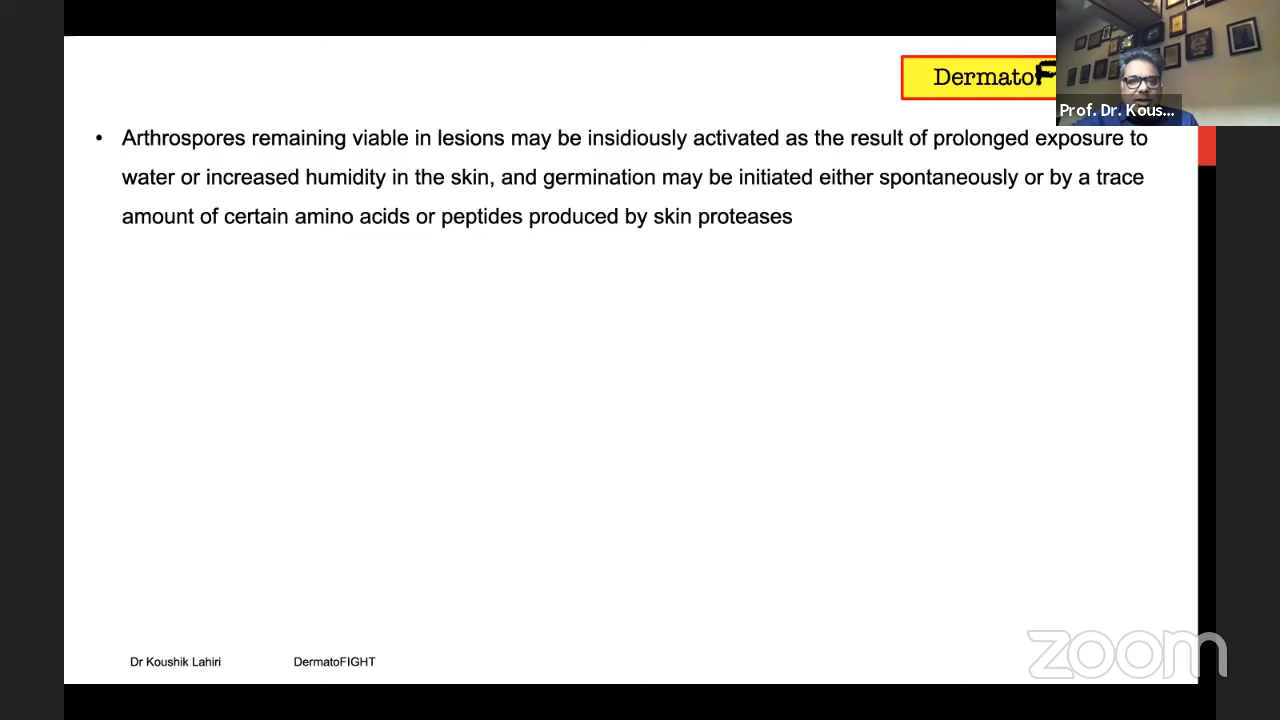 DermatoF
Prof. Dr. Kous...
• Arthrospores remaining viable in lesions may be insidiously activated as the result of prolonged exposure to
water or increased humidity in the skin, and germination may be initiated either spontaneously or by a trace
amount of certain amino acids or peptides produced by skin proteases
Dr Koushik Lahiri
DermatoFIGHT
zoom